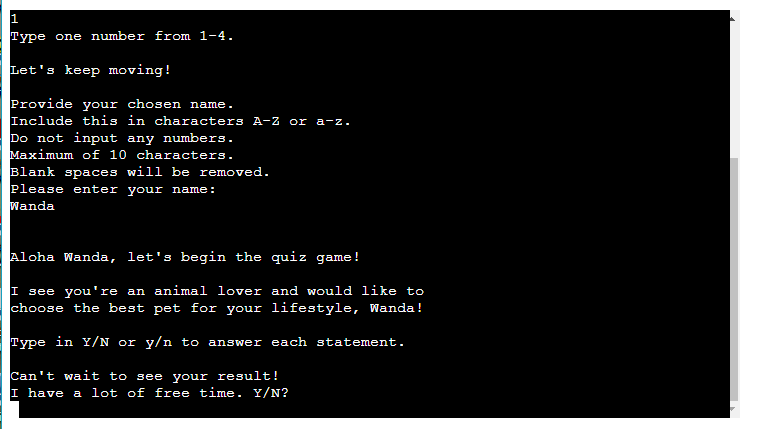 1
Type one number from 1-4.
Let's keep moving!
Provide your chosen name.
Include this in characters A-Z or a-z.
Do not input any numbers.
Maximum of 10 characters.
Blank spaces will be removed.
Please enter your name:
Wanda
Aloha Wanda, let's begin the quiz game!
I see you're an animal lover and would like to
choose the best pet for your lifestyle, Wanda!
Type in Y/N or y/n to answer each statement.
Can't wait to see your result!
I have a lot of free time. Y/N?